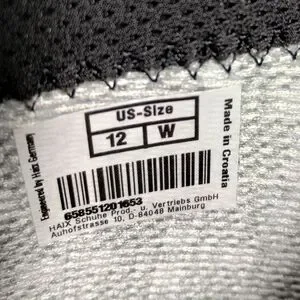 US-Size
12 W
Engineered by Haix Germany
Made in Croatia
658551201653
HAIX Schuhe Prod. u. Vertriebs GmbH
Auhofstrasse 10, D-84048 Mainburg